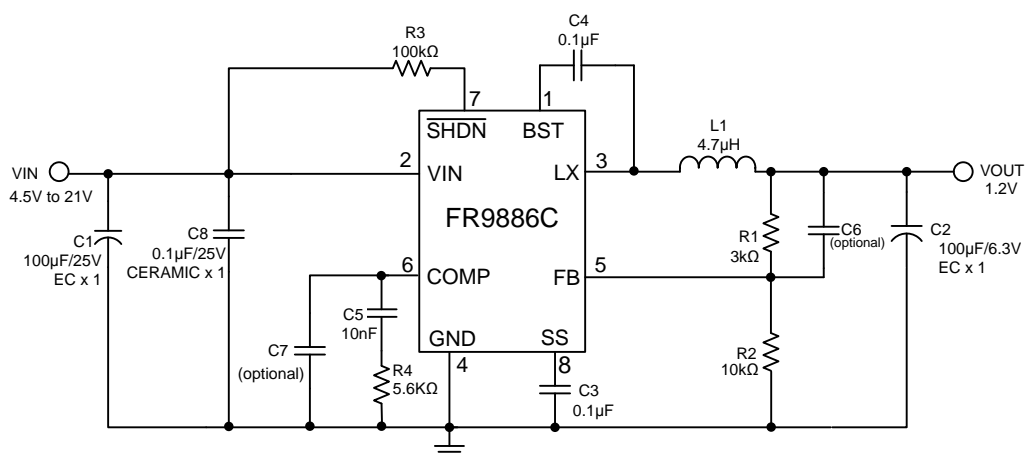 R3
100kΩ
C4
0.1μF
7
1
SHDN
BST
L1
4.7μH
VIN
4.5V to 21V
2
VIN
LX
3
VOUT
1.2V
FR9886C
C1
100μF/25V
EC x 1
C8
0.1μF/25V
CERAMIC x 1
R1
3kΩ
C6
(optional)
C2
100μF/6.3V
EC x 1
6
COMP
FB
5
C5
10nF
C7
(optional)
R4
5.6KΩ
GND
4
SS
8
C3
0.1μF
R2
10kΩ